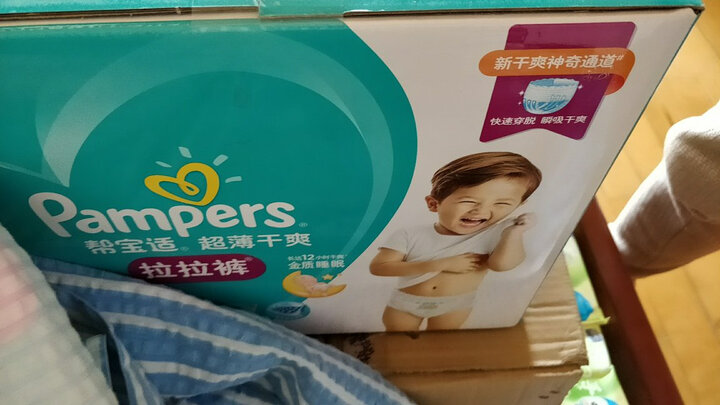 新干爽神奇通道#
快速穿脱 瞬吸干爽
Pampers®
帮宝适® 超薄干爽
拉拉裤
长达12小时干爽
金质睡眠